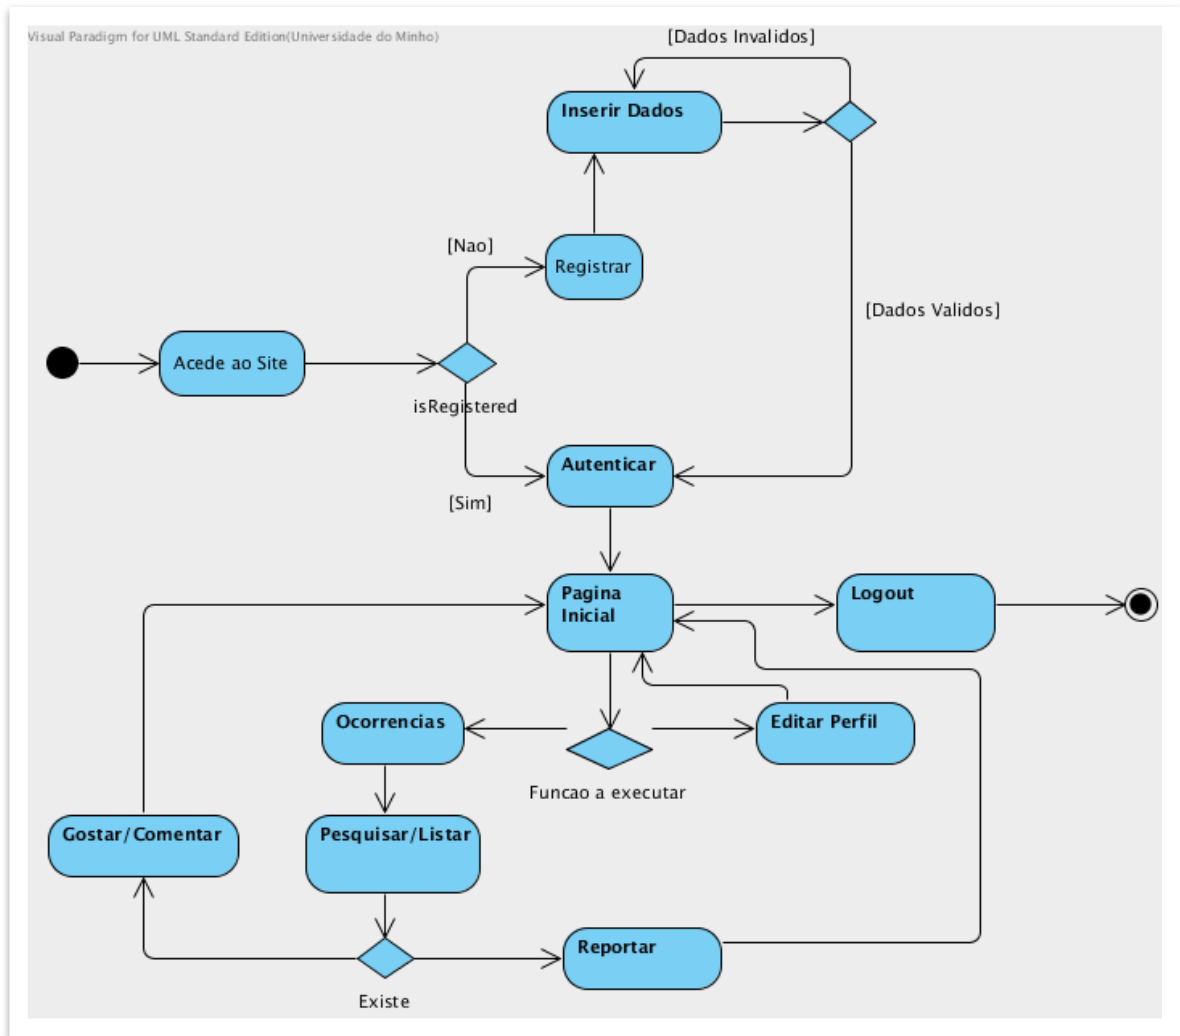 Visual Paradigm for UML Standard Edition(Universidade do Minho)
[Dados Invalidos]
Inserir Dados
[Nao]
Registrar
[Dados Validos]
Acede ao Site
isRegistered
Autenticar
[Sim]
Pagina
Inicial
Logout
Ocorrencias
Editar Perfil
Funcao a executar
Gostar/Comentar
Pesquisar/Listar
Reportar
Existe